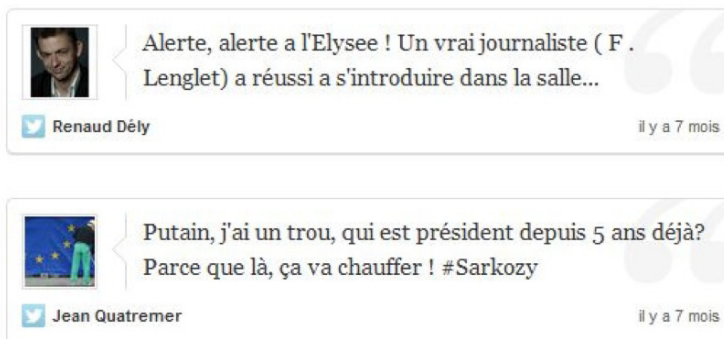 Alerte, alerte a l'Elysee ! Un vrai journaliste ( F .
Lenglet) a réussi a s'introduire dans la salle...
Renaud Dély
il y a 7 mois
Putain, j'ai un trou, qui est président depuis 5 ans déjà?
Parce que là, ça va chauffer ! #Sarkozy
Jean Quatremer
il y a 7 mois